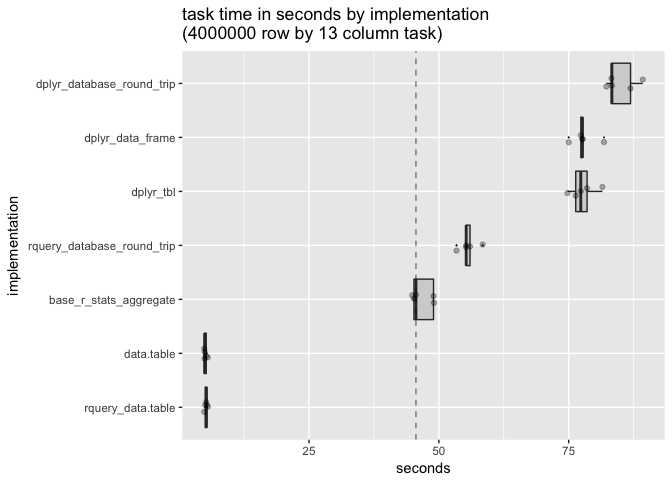 task time in seconds by implementation
(4000000 row by 13 column task)
implementation
dplyr_database_round_trip
dplyr_data_frame
dplyr_tbl
rquery_database_round_trip
base_r_stats_aggregate
data.table
rquery_data.table
25 50 75
seconds